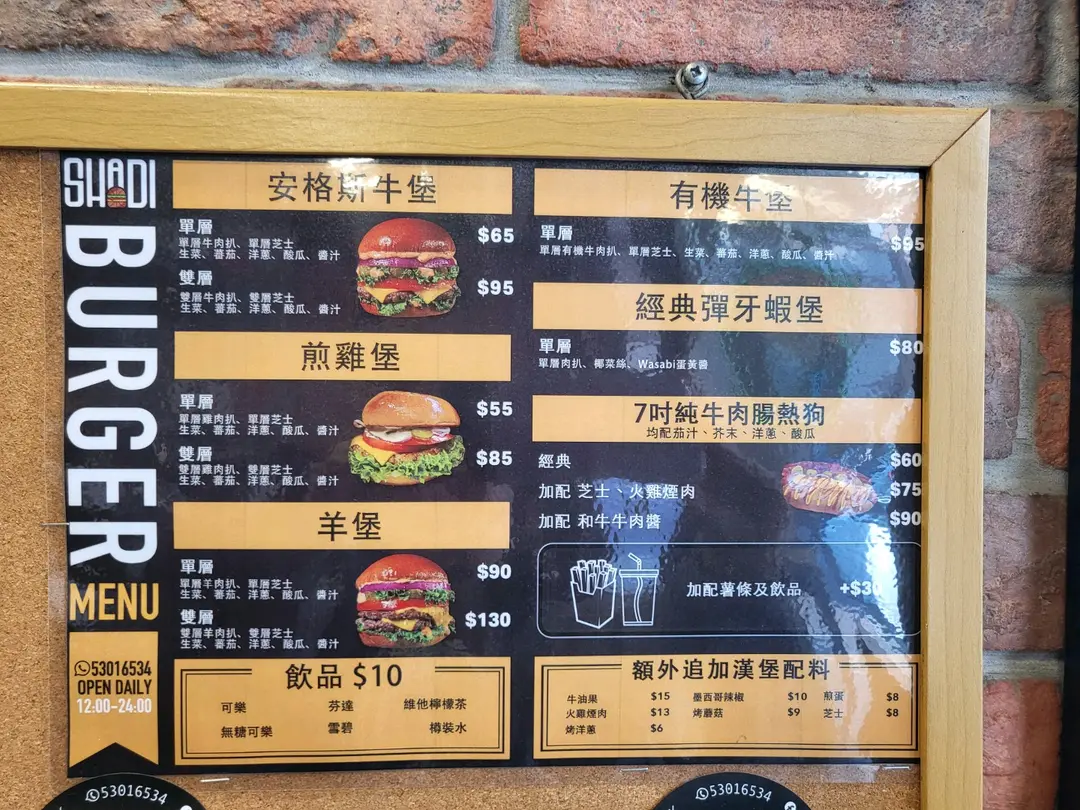 SHADI
BURGER
MENU
53016534
OPEN DAILY
12:00-24:00
安格斯牛堡
單層
$65
單層牛肉扒、單層芝士
生菜、蕃茄、洋蔥、酸瓜、醬汁
雙層
$95
雙層牛肉扒、雙層芝士
生菜、蕃茄、洋蔥、酸瓜、醬汁
煎雞堡
單層
$55
單層雞肉扒、單層芝士
生菜、蕃茄、洋蔥、酸瓜、醬汁
雙層
$85
雙層雞肉扒、雙層芝士
生菜、蕃茄、洋蔥、酸瓜、醬汁
羊堡
單層
$90
單層羊肉扒、單層芝士
生菜、蕃茄、洋蔥、酸瓜、醬汁
雙層
$130
雙層羊肉扒、雙層芝士
生菜、蕃茄、洋蔥、酸瓜、醬汁
飲品 $10
可樂 芬達 維他檸檬茶
無糖可樂 雪碧 樽裝水
有機牛堡
單層
$95
單層有機牛肉扒、單層芝士、生菜、蕃茄、洋蔥、酸瓜、醬汁
經典彈牙蝦堡
單層
$80
單層肉扒、椰菜絲、Wasabi蛋黃醬
7吋純牛肉腸熱狗
均配茄汁、芥末、洋蔥、酸瓜
經典 $60
加配 芝士、火雞煙肉 $75
加配 和牛牛肉醬 $90
加配薯條及飲品 +$30
額外追加漢堡配料
牛油果 $15 墨西哥辣椒 $10 煎蛋 $8
火雞煙肉 $13 烤蘑菇 $9 芝士 $8
烤洋蔥 $6
53016534
53016534